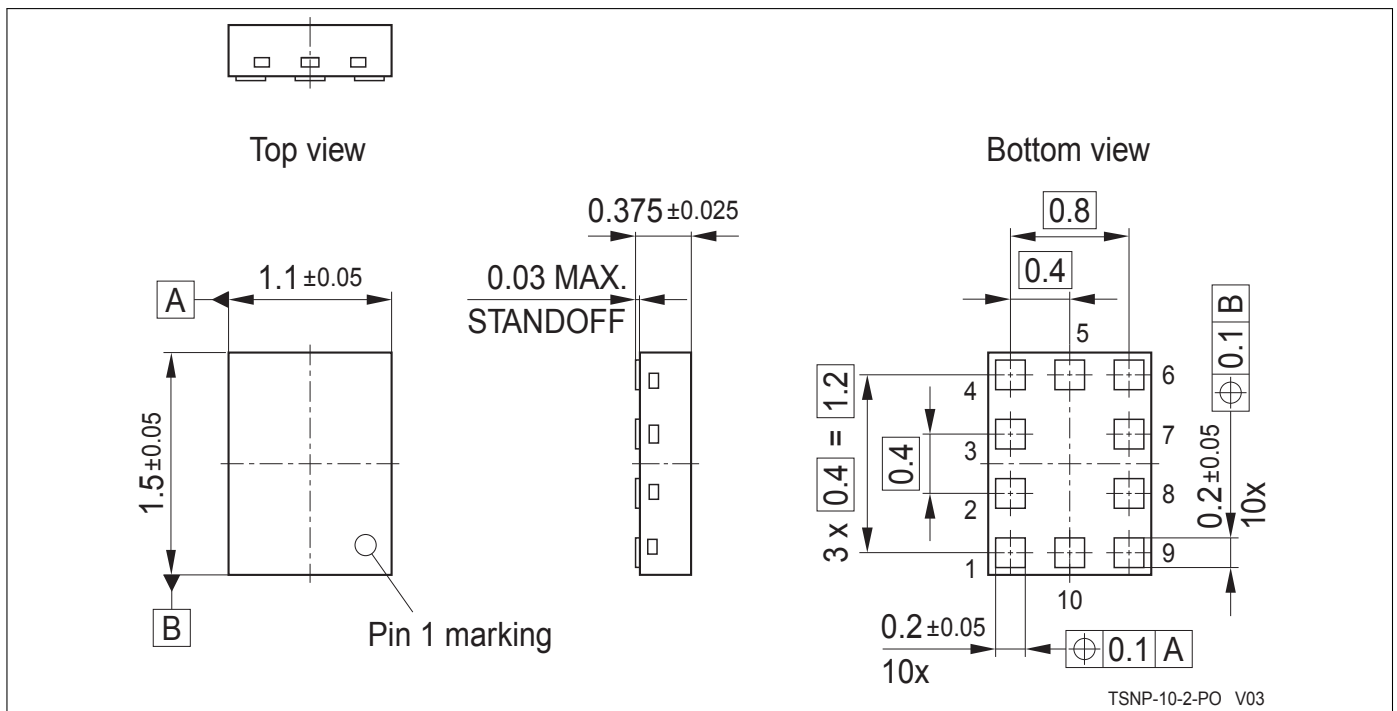 Top view
Bottom view
0.375 ±0.025
0.8
1.1 ±0.05
0.03 MAX.
0.4
A
STANDOFF
5
4
6
3
7
2
8
1
9
10
1.5 ±0.05
3 x 0.4 = 1.2
0.4
0.1 B
0.2 ±0.05
10x
B
Pin 1 marking
0.2 ±0.05
10x
0.1 A
TSNP-10-2-PO V03